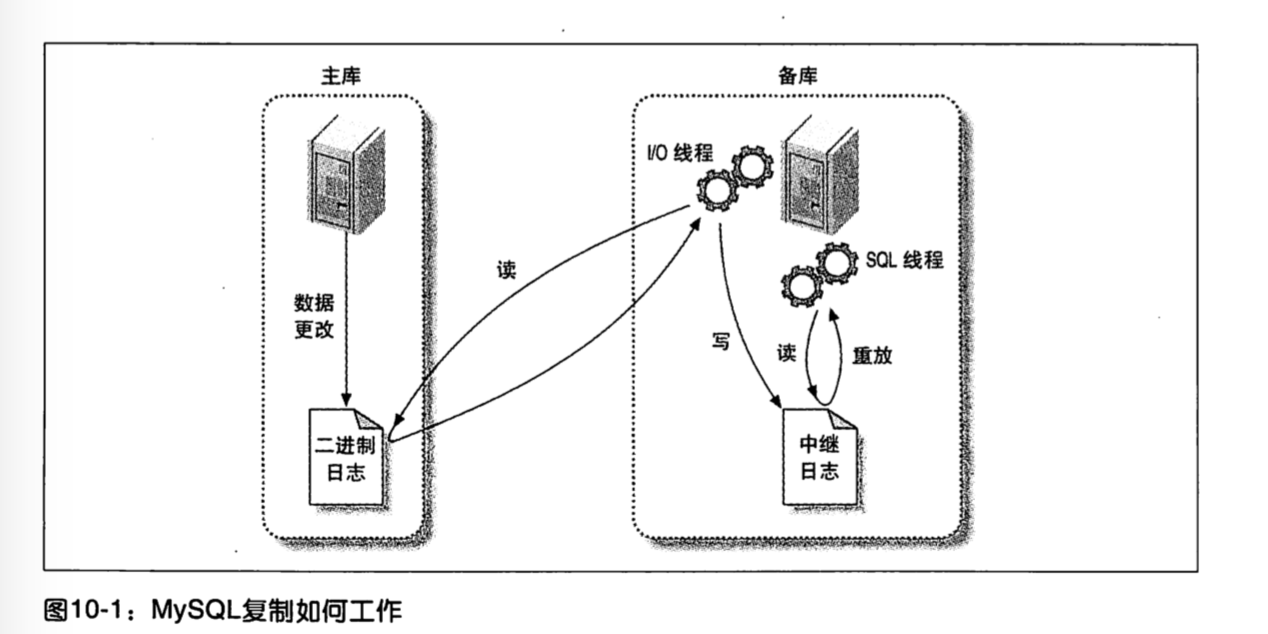 主库
备库
I/O 线程
SQL 线程
读
数据
更改
写
读
重放
二进制
日志
中继
日志
图10-1：MySQL复制如何工作